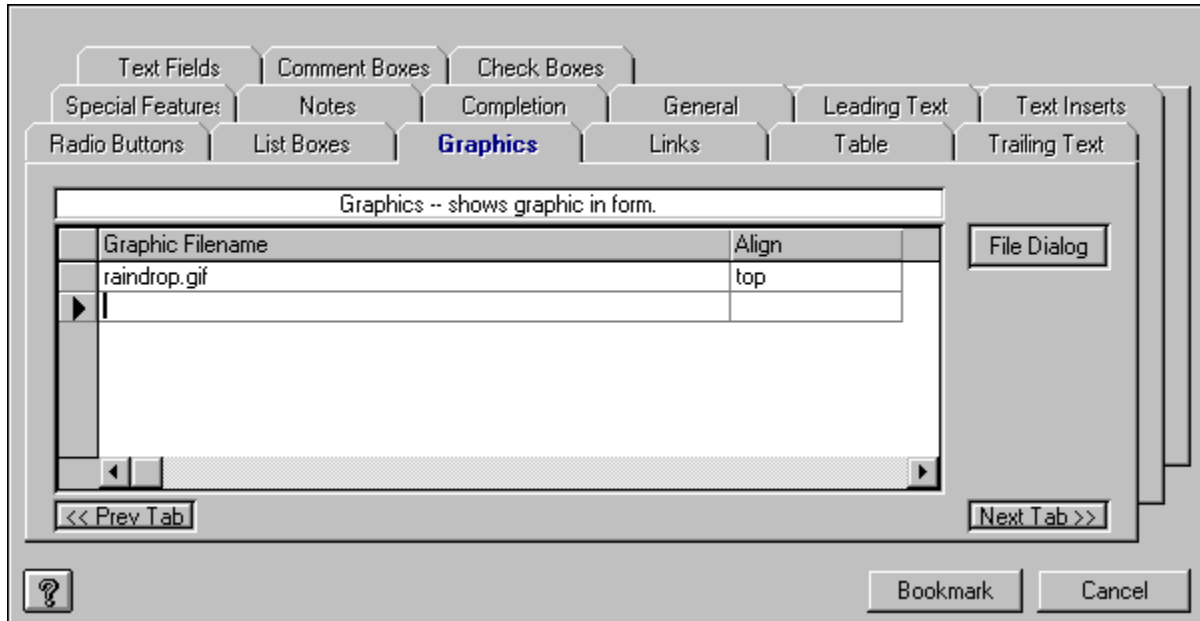 Text Fields Comment Boxes Check Boxes
Special Features Notes Completion General Leading Text Text Inserts
Radio Buttons List Boxes Graphics Links Table Trailing Text
Graphics -- shows graphic in form.
Graphic Filename Align
File Dialog
raindrop.gif top
<< Prev Tab Next Tab >>
? Bookmark Cancel